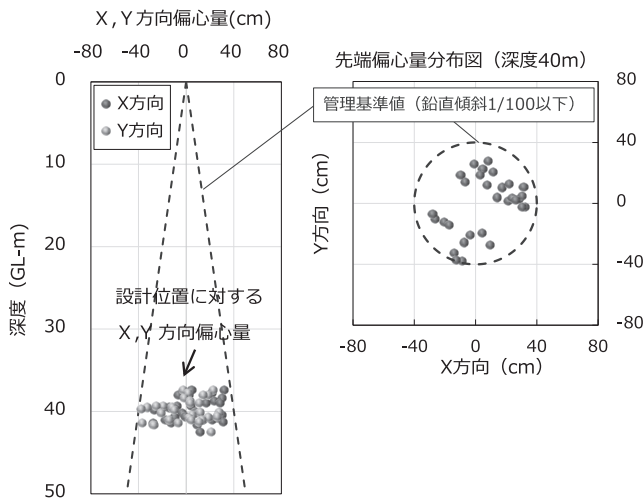 X,Y方向偏心量(cm)
-80 -40 0 40 80
0
10
20
30
40
50
深度（GL-m）
X方向
Y方向
設計位置に対する
X,Y 方向偏心量
先端偏心量分布図（深度40m）
管理基準値（鉛直傾斜1/100以下）
80
40
0
-40
-80
Y方向（cm）
-80 -40 0 40 80
X方向（cm）